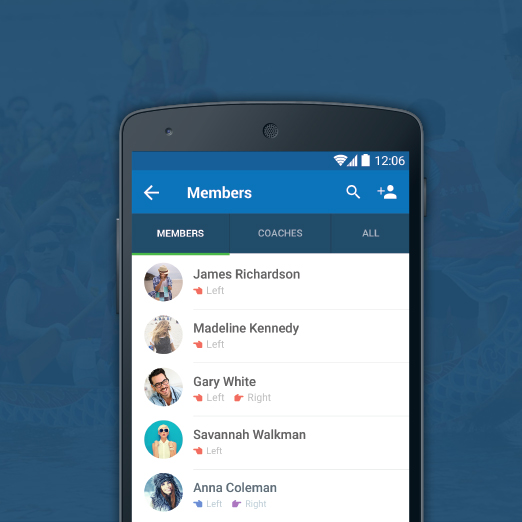 12:06
Members
MEMBERS COACHES ALL
James Richardson
Left
Madeline Kennedy
Left
Gary White
Left Right
Savannah Walkman
Left
Anna Coleman
Left Right